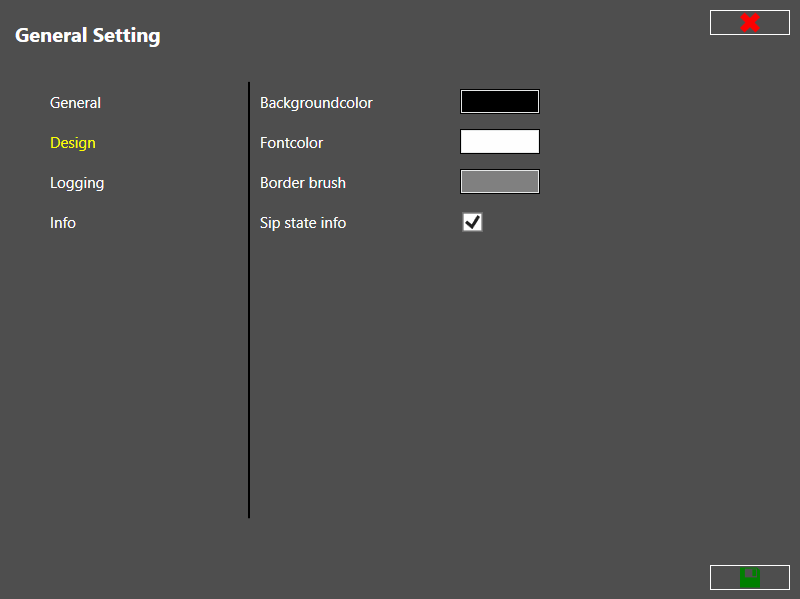 General Setting
General
Design
Logging
Info
Backgroundcolor
Fontcolor
Border brush
Sip state info